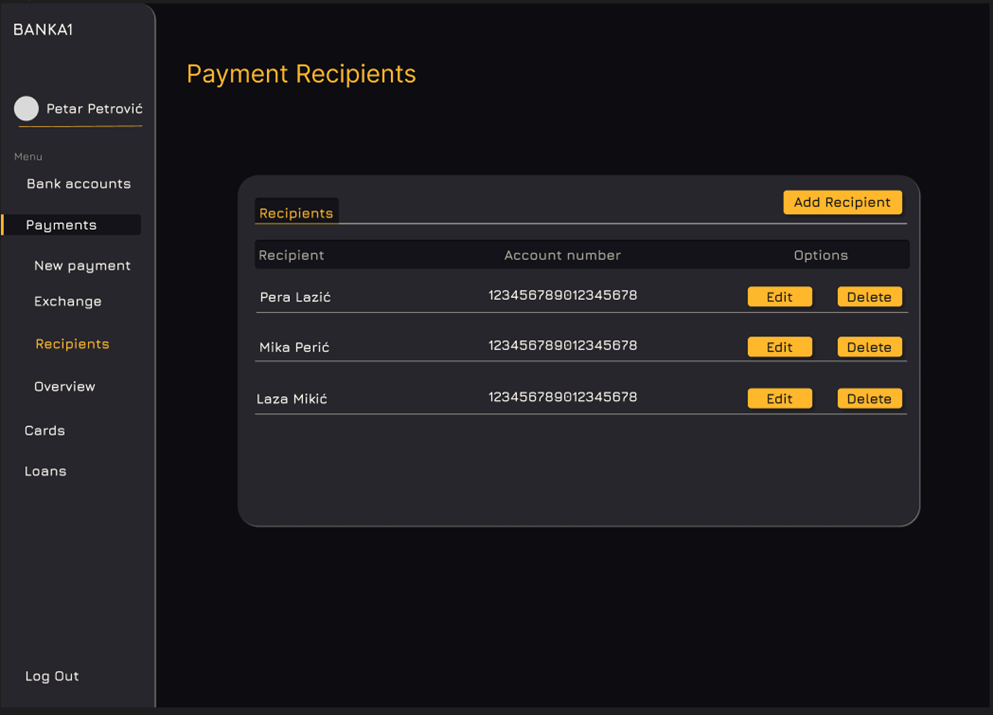 BANKA1
Petar Petrović
Menu
Bank accounts
Payments
New payment
Exchange
Recipients
Overview
Cards
Loans
Log Out
Payment Recipients
Recipients
Add Recipient
Recipient Account number Options
Pera Lazić 123456789012345678 Edit Delete
Mika Perić 123456789012345678 Edit Delete
Laza Mikić 123456789012345678 Edit Delete